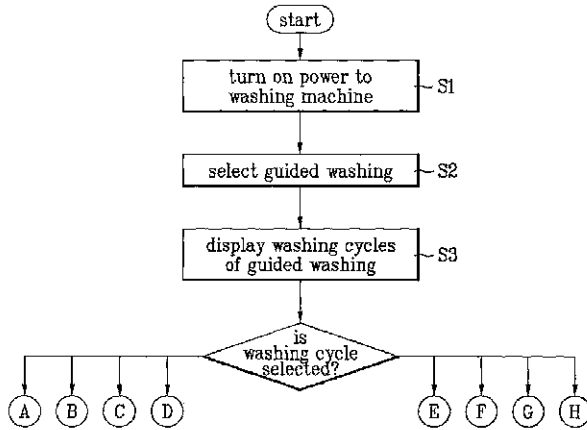 start
turn on power to
washing machine
S1
select guided washing
S2
display washing cycles
of guided washing
S3
is
washing cycle
selected?
A B C D E F G H